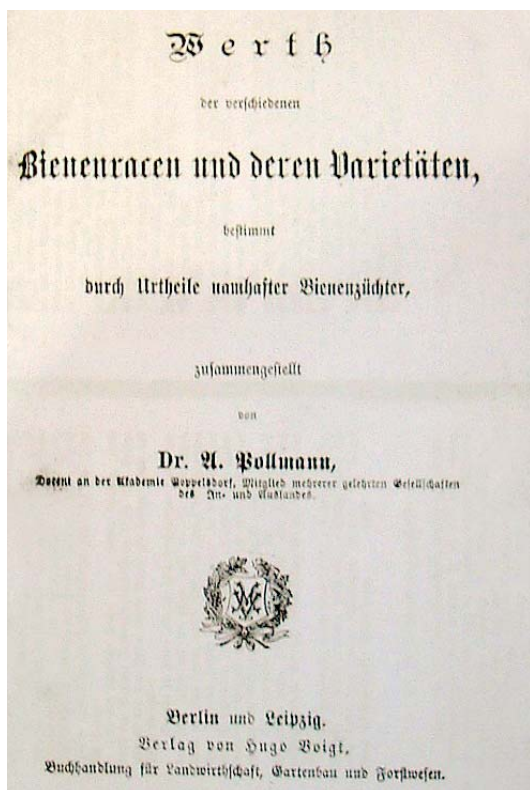 Werth
der verschiedenen
Bienenracen und deren Varietäten,
bestimmt
durch Urtheile namhafter Bienenzüchter,
zusammengestellt
von
Dr. A. Pollmann,
Docent an der Akademie Poppelsdorf, Mitglied mehrerer gelehrten Gesellschaften
des In- und Auslandes.
Berlin und Leipzig.
Verlag von Hugo Voigt,
Buchhandlung für Landwirthschaft, Gartenbau und Forstwesen.